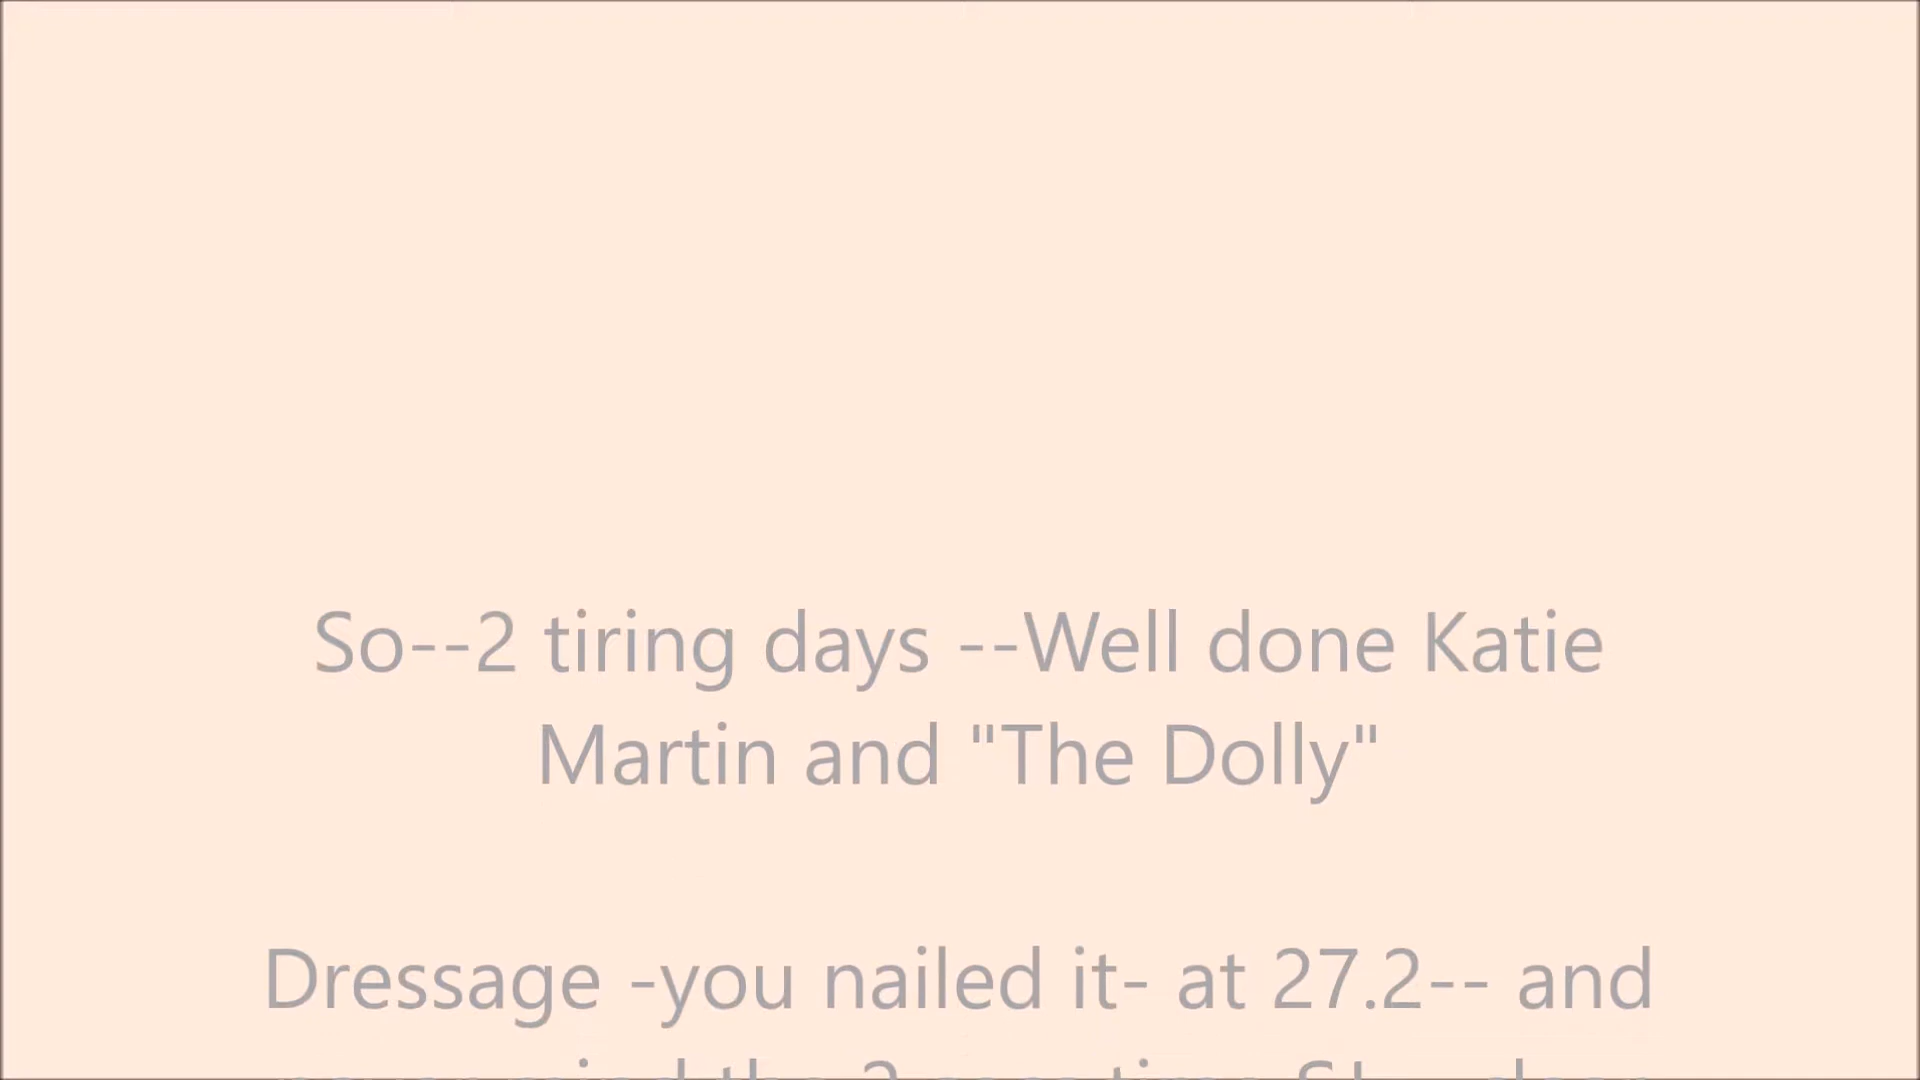 So--2 tiring days --Well done Katie
Martin and "The Dolly"
Dressage -you nailed it- at 27.2-- and